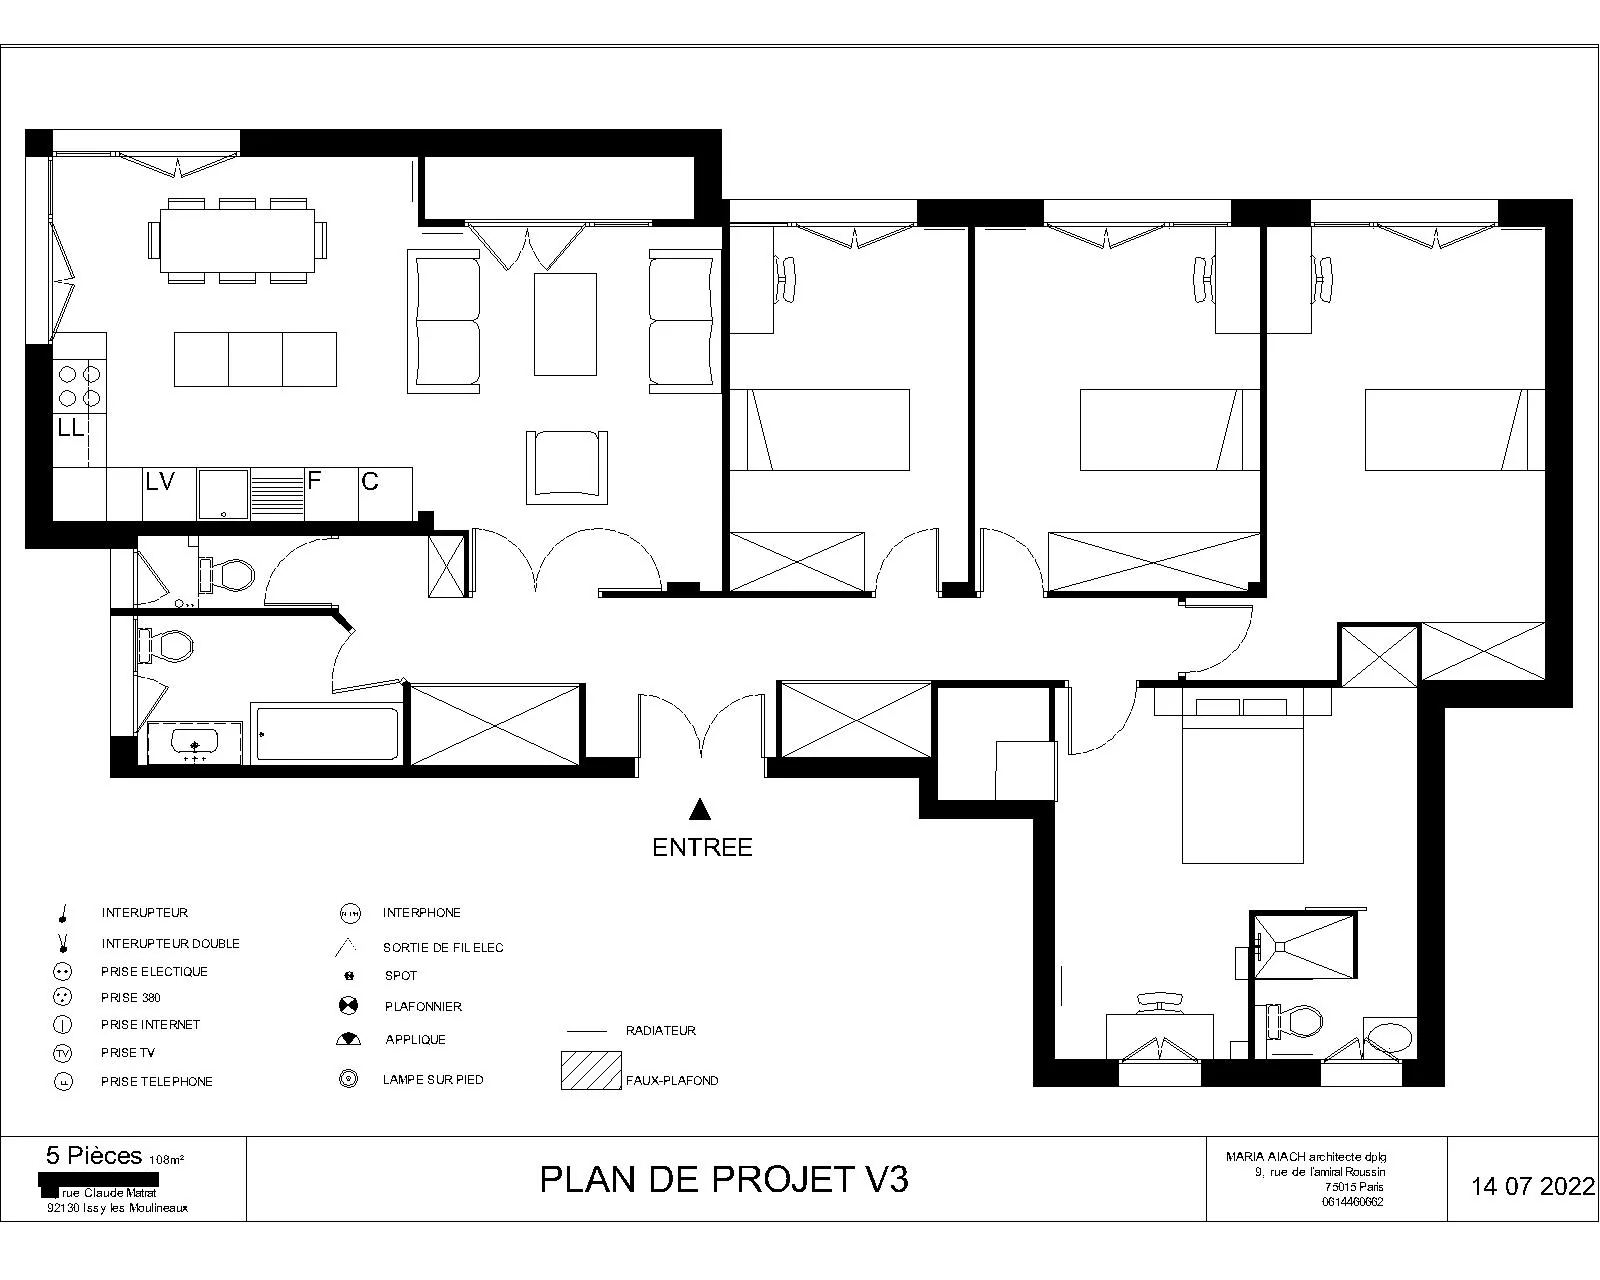 LL
LV
F
C
ENTREE
INTERUPTEUR
INTERUPTEUR DOUBLE
PRISE ELECTIQUE
PRISE 380
PRISE INTERNET
TV
PRISE TV
PRISE TELEPHONE
INTERPHONE
SORTIE DE FIL ELEC
SPOT
PLAFONNIER
APPLIQUE
LAMPE SUR PIED
RADIATEUR
FAUX-PLAFOND
5 Pièces 108m²
rue Claude Matrat
92130 Issy les Moulineaux
PLAN DE PROJET V3
MARIA AIACH architecte dplg
9, rue de l'amiral Roussin
75015 Paris
0614460662
14 07 2022